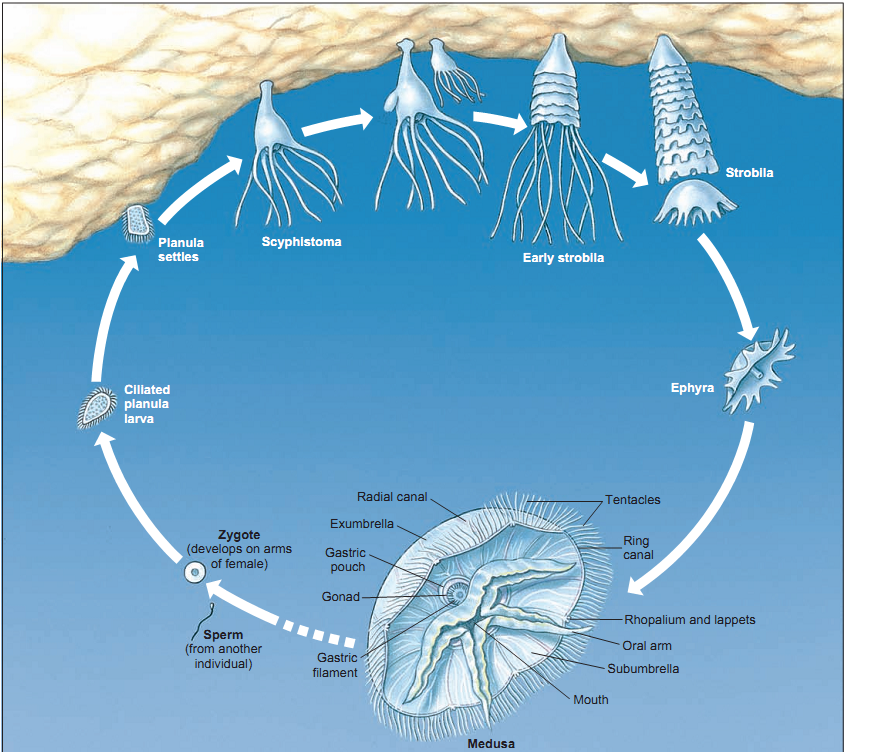 Strobila
Planula
settles
Scyphistoma
Early strobila
Ciliated
planula
larva
Ephyra
Radial canal
Tentacles
Exumbrella
Zygote
(develops on arms
of female)
Ring
canal
Gastric
pouch
Gonad
Rhopalium and lappets
Sperm
(from another
individual)
Oral arm
Gastric
filament
Subumbrella
Mouth
Medusa